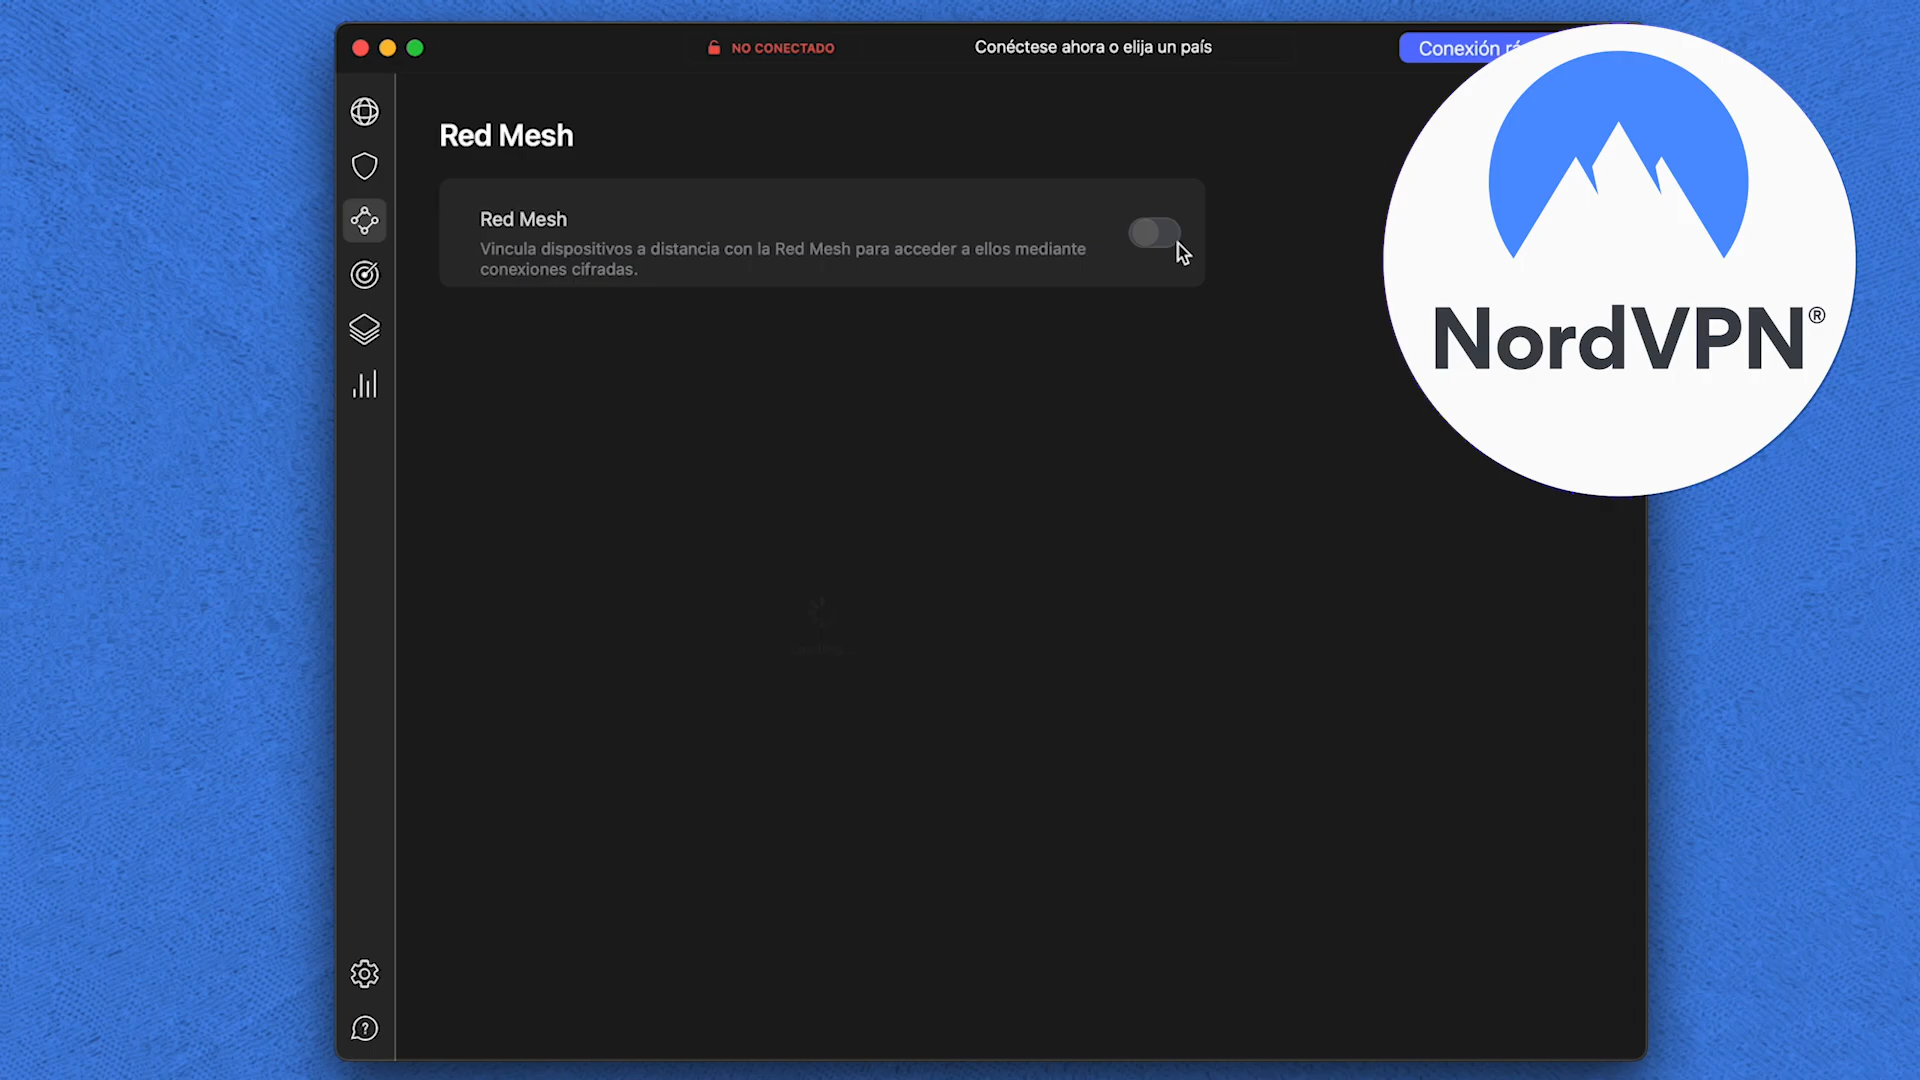 NO CONECTADO
Conéctese ahora o elija un país
Conexión
Red Mesh
Red Mesh
Vincula dispositivos a distancia con la Red Mesh para acceder a ellos mediante
conexiones cifradas.
NordVPN®